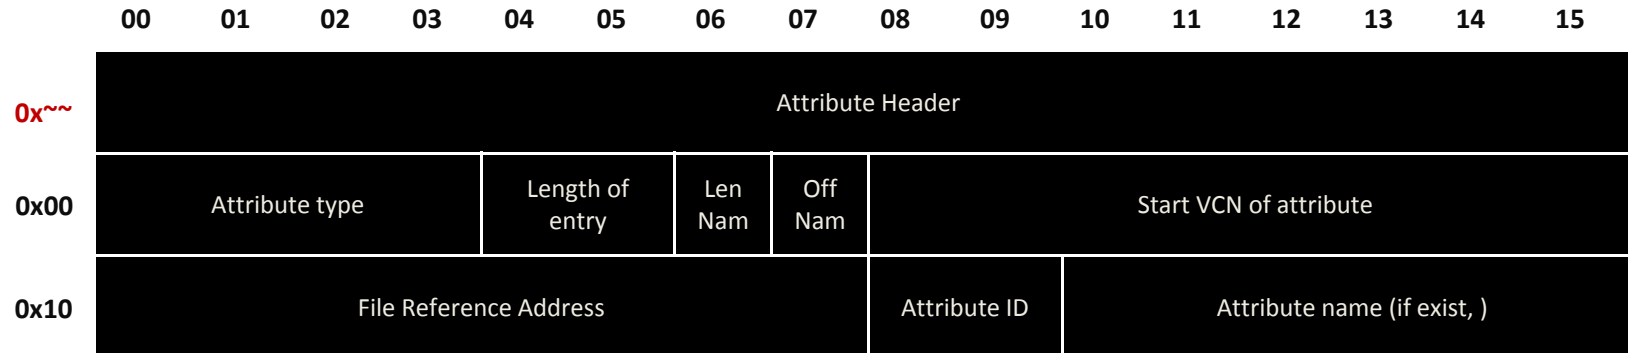 00 01 02 03 04 05 06 07 08 09 10 11 12 13 14 15
0x~~ Attribute Header
0x00 Attribute type Length of entry Len Nam Off Nam Start VCN of attribute
0x10 File Reference Address Attribute ID Attribute name (if exist, )